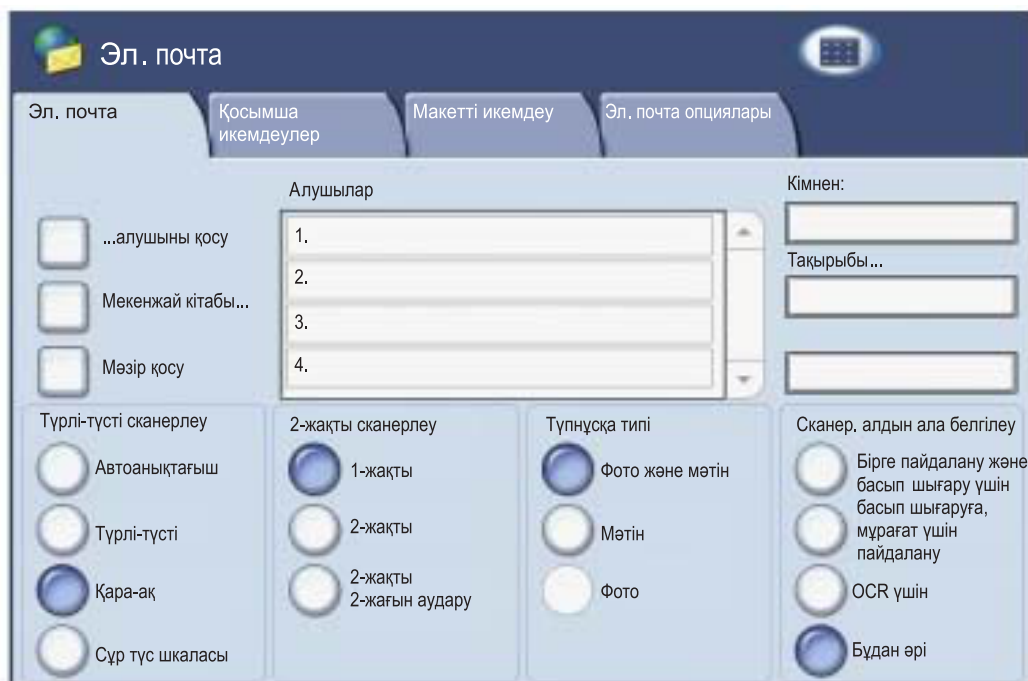 Эл. почта
Эл. почта
Қосымша
икемдеулер
Макетті икемдеу
Эл. почта опциялары
...алушыны қосу
Мекенжай кітабы...
Мәзір қосу
Алушылар
1.
2.
3.
4.
Кімнен:
Тақырыбы...
Түрлі-түсті сканерлеу
Автоанықтағыш
Түрлі-түсті
Қара-ақ
Сұр түс шкаласы
2-жақты сканерлеу
1-жақты
2-жақты
2-жақты
2-жағын аудару
Түпнұсқа типі
Фото және мәтін
Мәтін
Фото
Сканер. алдын ала белгілеу
Бірге пайдалану және
басып шығару үшін
басып шығаруға,
мұрағат үшін
пайдалану
OCR үшін
Бұдан әрі